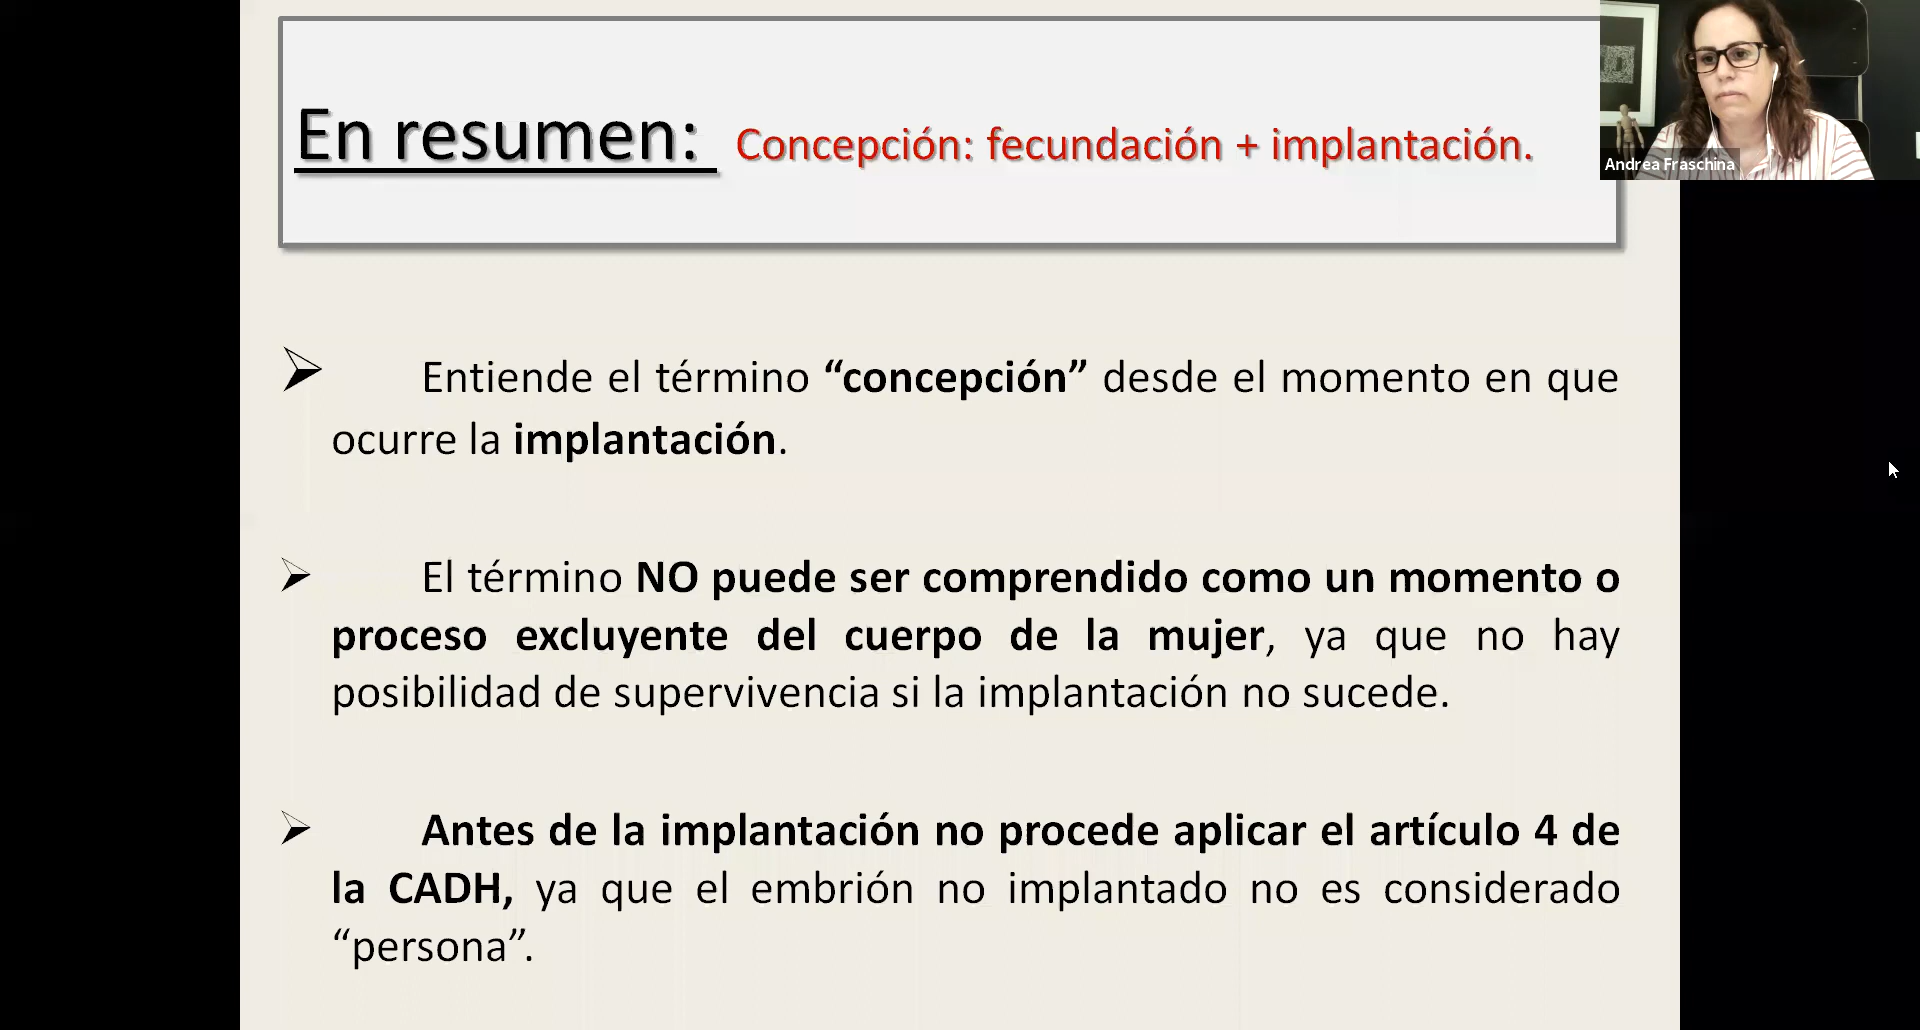 En resumen: Concepción: fecundación + implantación.
Andrea Fraschina
Entiende el término “concepción” desde el momento en que
ocurre la implantación.
El término NO puede ser comprendido como un momento o
proceso excluyente del cuerpo de la mujer, ya que no hay
posibilidad de supervivencia si la implantación no sucede.
Antes de la implantación no procede aplicar el artículo 4 de
la CADH, ya que el embrión no implantado no es considerado
“persona”.